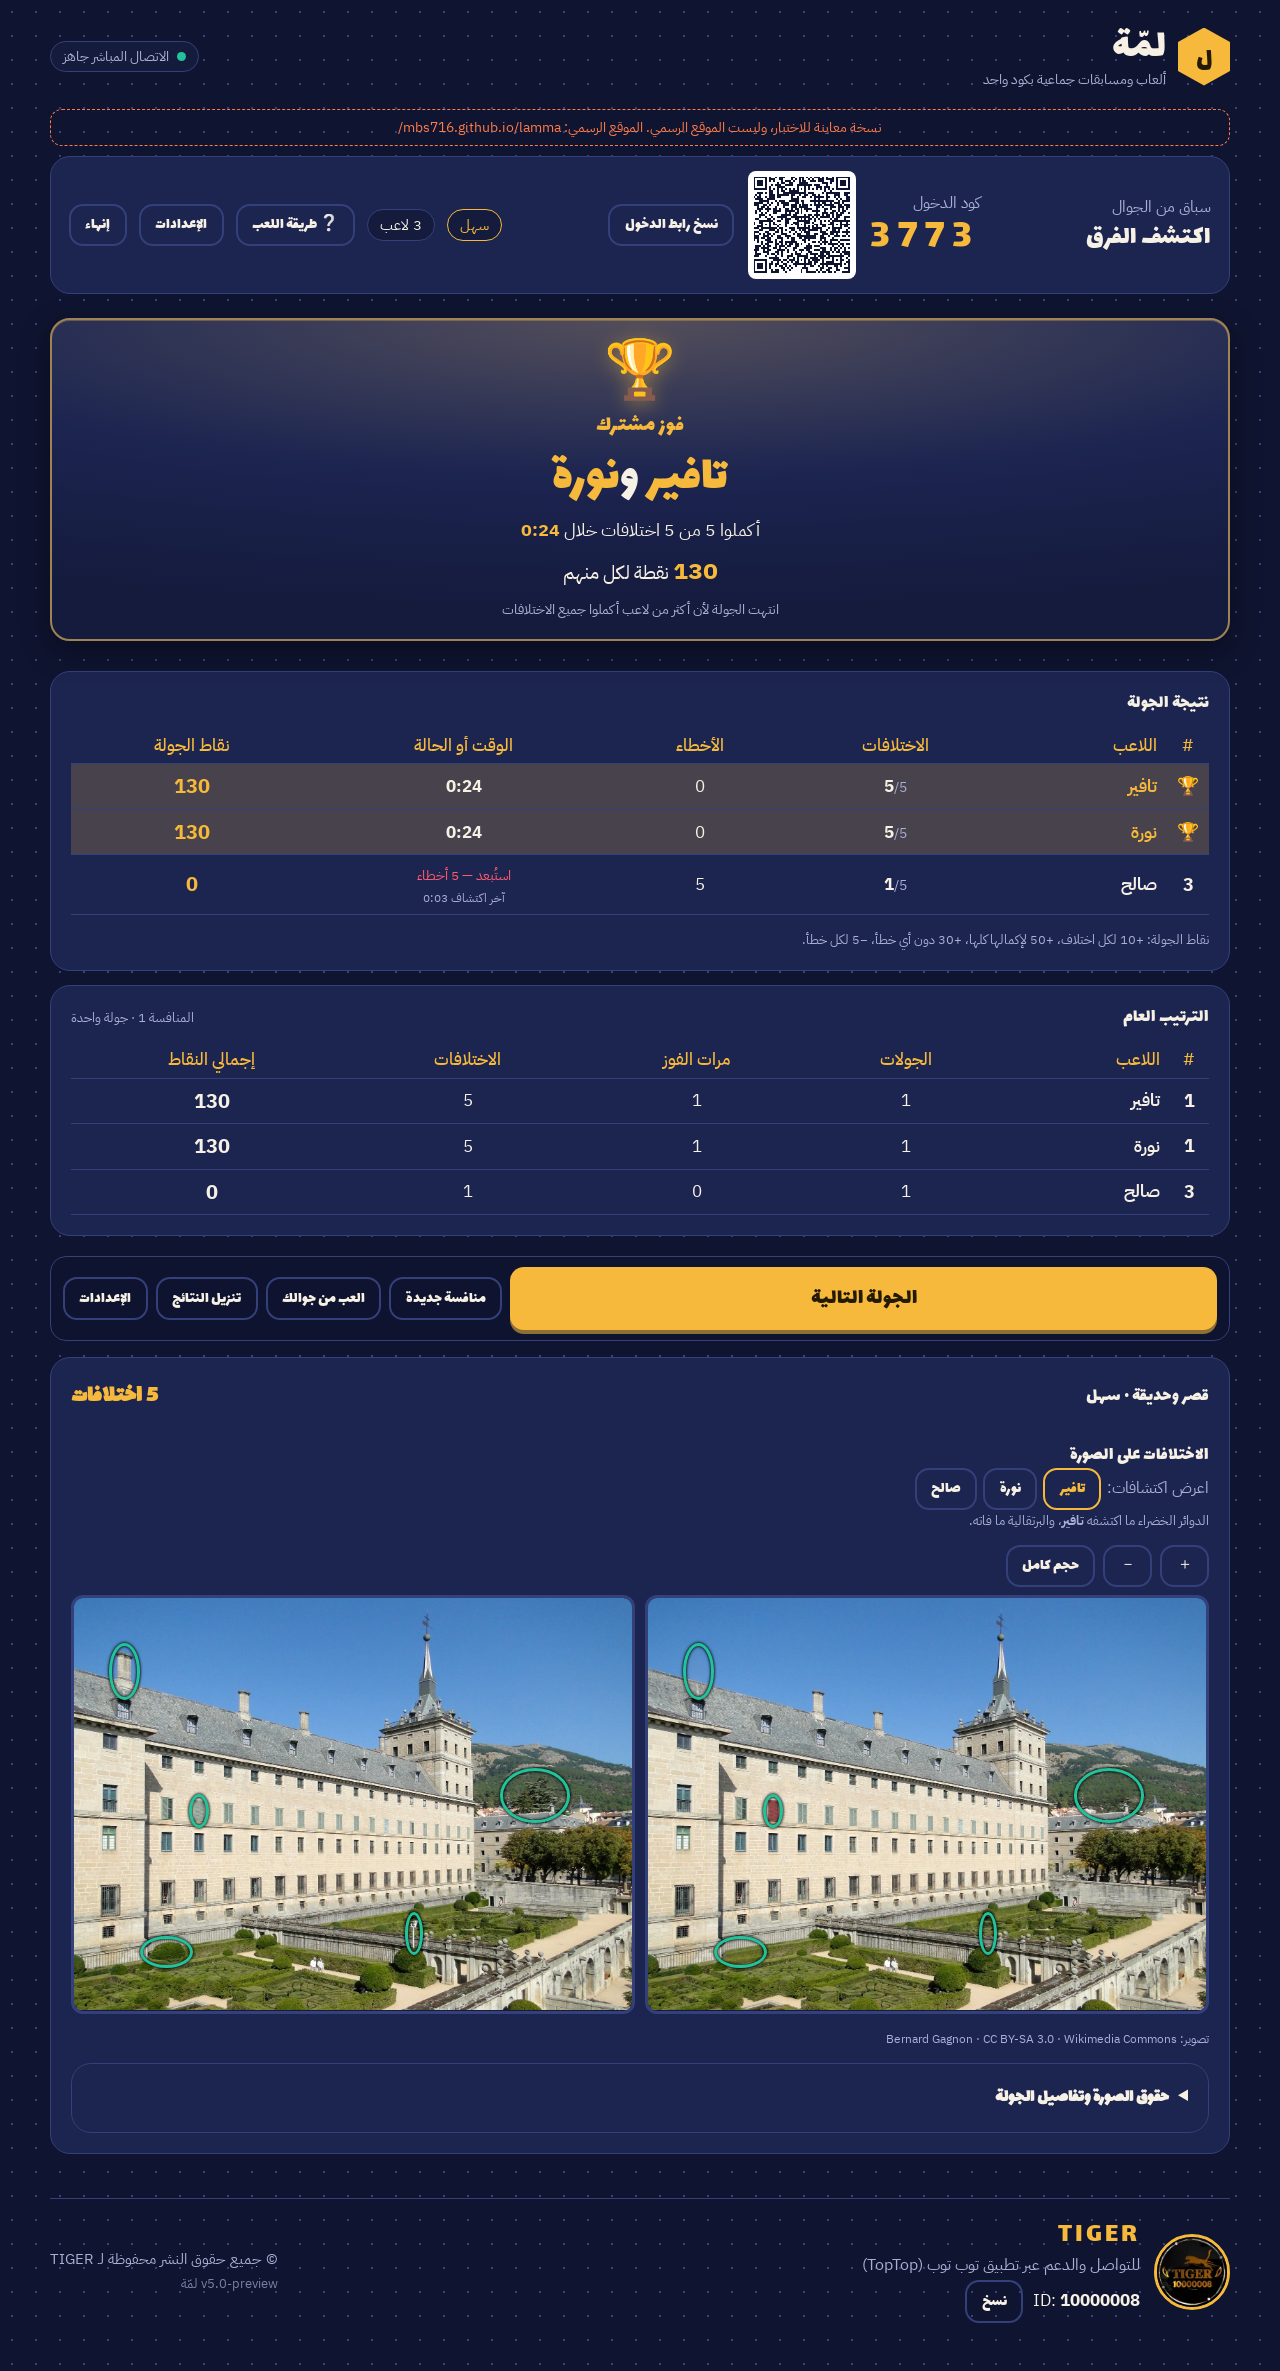 ل
لمّة
ألعاب ومسابقات جماعية بكود واحد
الاتصال المباشر جاهز
نسخة معاينة للاختبار، وليست الموقع الرسمي. الموقع الرسمي: mbs716.github.io/lamma/
سباق من الجوال
اكتشف الفرق
كود الدخول
3773
نسخ رابط الدخول
سهل
3 لاعب
❔ طريقة اللعب
الإعدادات
إنهاء
فوز مشترك
تافير ونورة
أكملوا 5 من 5 اختلافات خلال 0:24
130 نقطة لكل منهم
انتهت الجولة لأن أكثر من لاعب أكملوا جميع الاختلافات
نتيجة الجولة
# اللاعب الاختلافات الأخطاء الوقت أو الحالة نقاط الجولة
🏆 تافير 5/5 0 0:24 130
🏆 نورة 5/5 0 0:24 130
3 صالح 1/5 5 استُبعد — 5 أخطاء 0
آخر اكتشاف 0:03
نقاط الجولة: +10 لكل اختلاف، +50 لإكمالها كلها، +30 دون أي خطأ، −5 لكل خطأ.
الترتيب العام
المنافسة 1 · جولة واحدة
# اللاعب الجولات مرات الفوز الاختلافات إجمالي النقاط
1 تافير 1 1 5 130
1 نورة 1 1 5 130
3 صالح 1 0 1 0
الجولة التالية
منافسة جديدة
العب من جوالك
تنزيل النتائج
الإعدادات
قصر وحديقة · سهل
5 اختلافات
الاختلافات على الصورة
اعرض اكتشافات: تافير نورة صالح
الدوائر الخضراء ما اكتشفه تافير، والبرتقالية ما فاته.
+ − حجم كامل
تصوير: Bernard Gagnon · CC BY-SA 3.0 · Wikimedia Commons
◀ حقوق الصورة وتفاصيل الجولة
TIGER
10000008
TIGER
للتواصل والدعم عبر تطبيق توب توب (TopTop)
ID: 10000008
نسخ
© جميع حقوق النشر محفوظة لـ TIGER
لمّة v5.0-preview